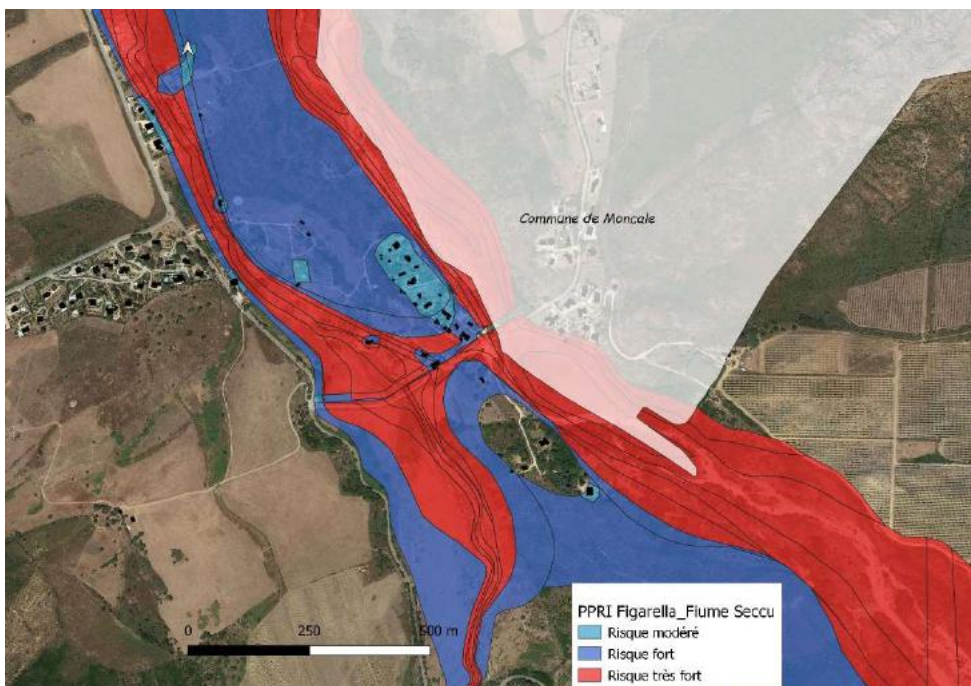 Commune de Moncale
0 250 500 m
PPRI Figarella_Fiume Seccu
Risque modéré
Risque fort
Risque très fort